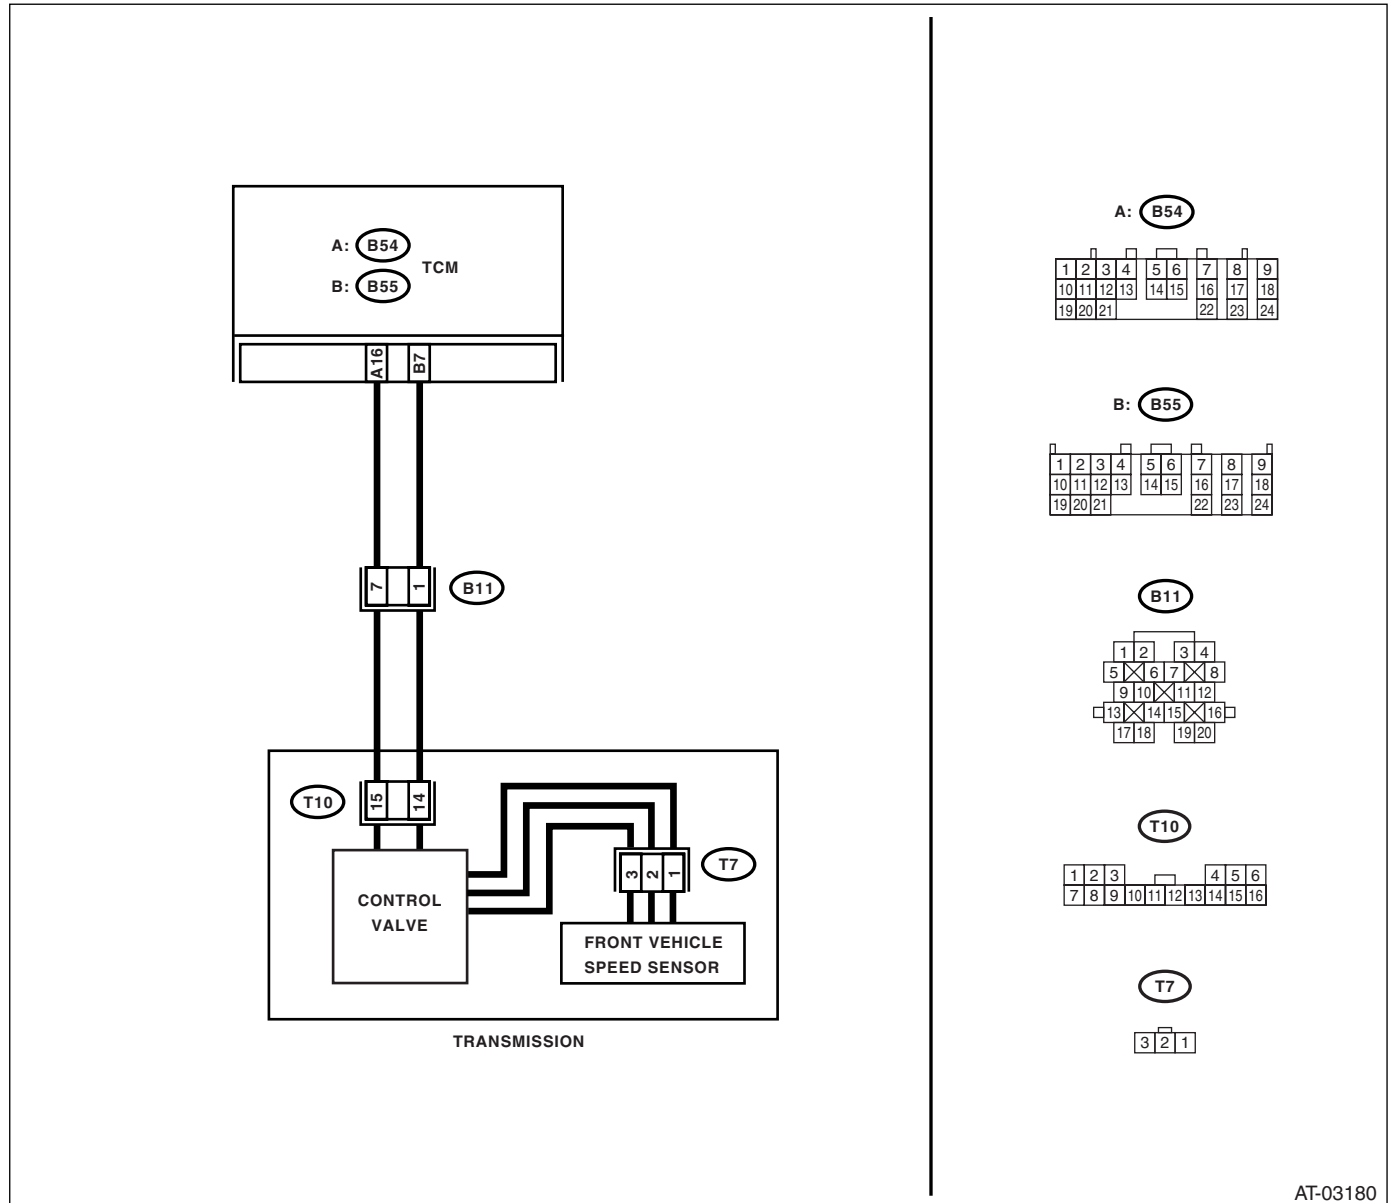 A: B54
TCM
B: B55
A16 B7
7 1
B11
T10
15 14
CONTROL
VALVE
3 2 1
T7
FRONT VEHICLE
SPEED SENSOR
TRANSMISSION
A: B54
1 2 3 4 5 6 7 8 9
10 11 12 13 14 15 16 17 18
19 20 21 22 23 24
B: B55
1 2 3 4 5 6 7 8 9
10 11 12 13 14 15 16 17 18
19 20 21 22 23 24
B11
1 2 3 4
5 6 7 8
9 10 11 12
13 14 15 16
17 18 19 20
T10
1 2 3 4 5 6
7 8 9 10 11 12 13 14 15 16
T7
3 2 1
AT-03180